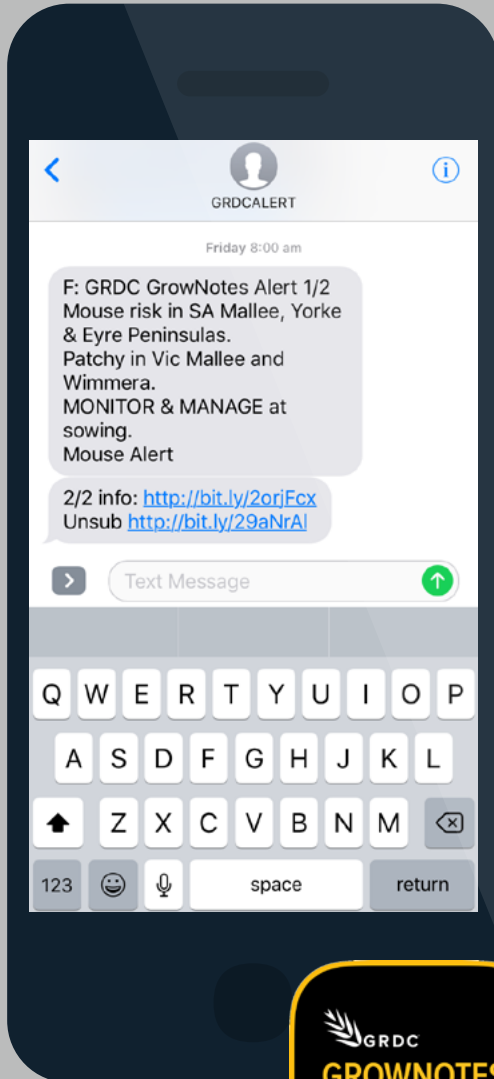 GRDCALERT
Friday 8:00 am
F: GRDC GrowNotes Alert 1/2
Mouse risk in SA Mallee, Yorke
& Eyre Peninsulas.
Patchy in Vic Mallee and
Wimmera.
MONITOR & MANAGE at
sowing.
Mouse Alert
2/2 info: http://bit.ly/2orjFcx
Unsub http://bit.ly/29aNrAl
Text Message
Q W E R T Y U I O P
A S D F G H J K L
Z X C V B N M
123 space return
GRDC
GROWNOTES